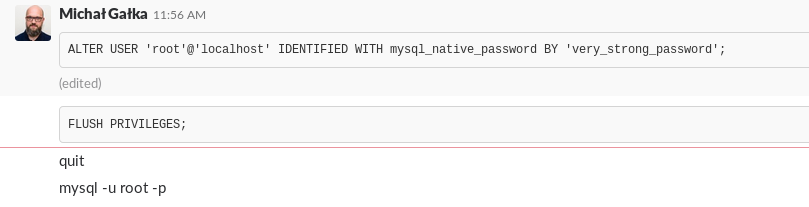 Michał Gałka 11:56 AM
ALTER USER 'root'@'localhost' IDENTIFIED WITH mysql_native_password BY 'very_strong_password';
(edited)
FLUSH PRIVILEGES;
quit
mysql -u root -p